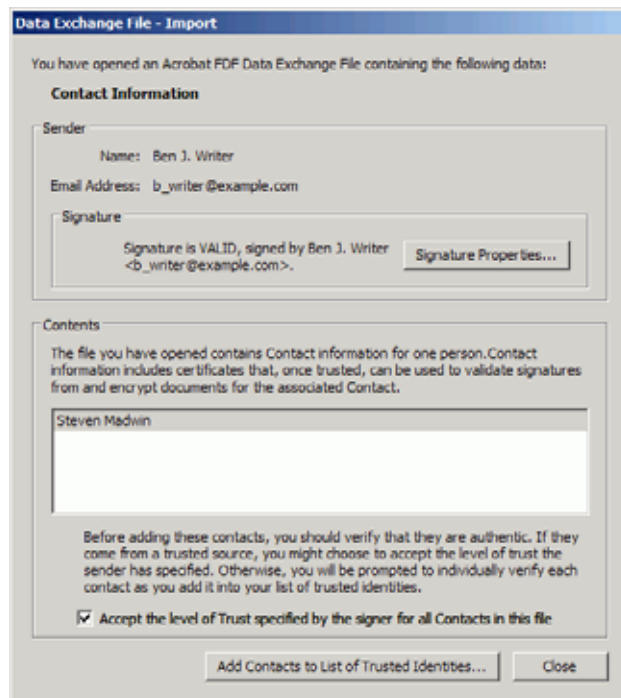 Data Exchange File - Import
You have opened an Acrobat FDF Data Exchange File containing the following data:
Contact Information
Sender
Name: Ben J. Writer
Email Address: b_writer@example.com
Signature
Signature is VALID, signed by Ben J. Writer
<b_writer@example.com>.
Signature Properties...
Contents
The file you have opened contains Contact information for one person.Contact
information includes certificates that, once trusted, can be used to validate signatures
from and encrypt documents for the associated Contact.
Steven Madwin
Before adding these contacts, you should verify that they are authentic. If they
come from a trusted source, you might choose to accept the level of trust the
sender has specified. Otherwise, you will be prompted to individually verify each
contact as you add it into your list of trusted identities.
Accept the level of Trust specified by the signer for all Contacts in this file
Add Contacts to List of Trusted Identities...
Close